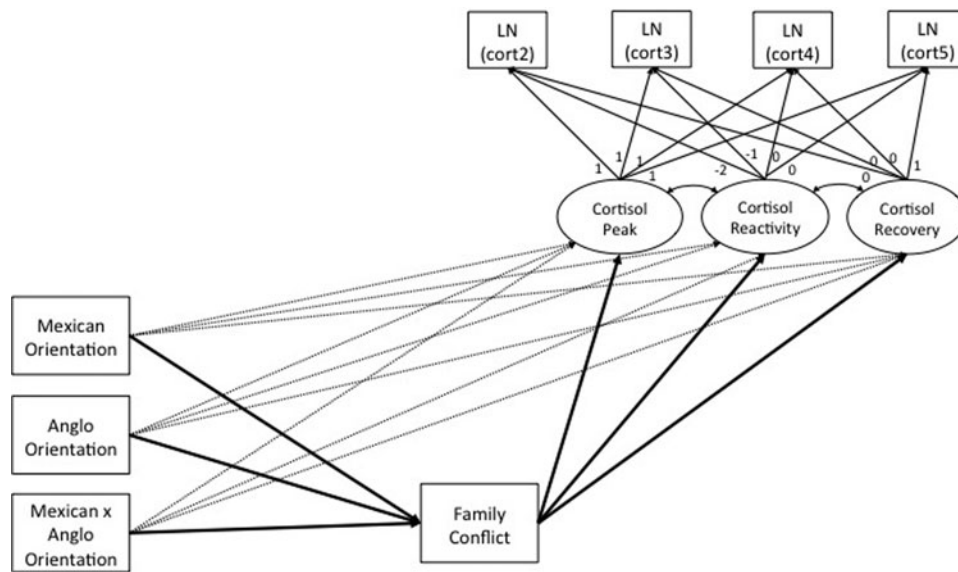 LN
(cort2)
LN
(cort3)
LN
(cort4)
LN
(cort5)
1
1
1
1
-2
-1
0
0
0
0
0
1
Cortisol
Peak
Cortisol
Reactivity
Cortisol
Recovery
Mexican
Orientation
Anglo
Orientation
Mexican x
Anglo
Orientation
Family
Conflict